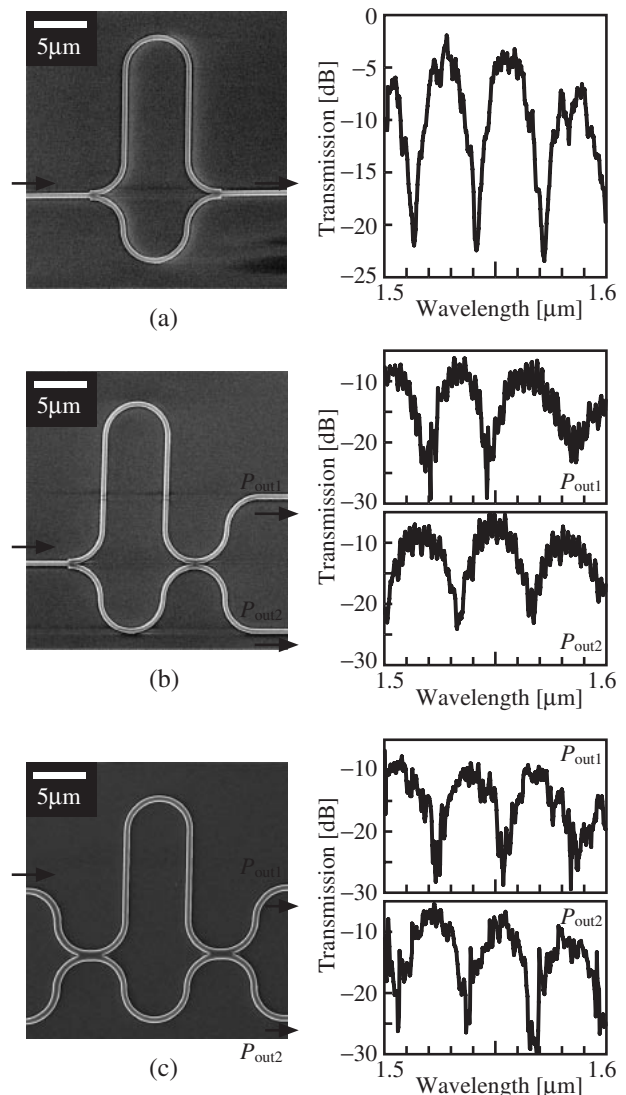 5μm
0
−5
−10
−15
−20
−25
Transmission [dB]
1.5
Wavelength [μm]
1.6
(a)
5μm
Pout1
Pout2
−10
−20
−30
Pout1
−10
−20
−30
Pout2
Transmission [dB]
1.5
1.6
Wavelength [μm]
(b)
5μm
Pout1
Pout2
−10
−20
−30
Pout1
−10
−20
−30
Pout2
Transmission [dB]
1.5
1.6
Wavelength [μm]
(c)